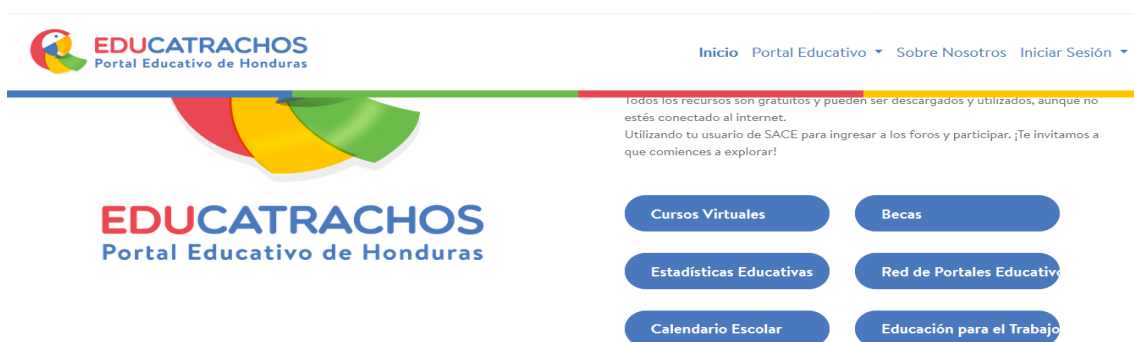 EDUCATRACHOS
Portal Educativo de Honduras
Inicio Portal Educativo Sobre Nosotros Iniciar Sesión
Todos los recursos son gratuitos y pueden ser descargados y utilizados, aunque no
estés conectado al internet.
Utilizando tu usuario de SACE para ingresar a los foros y participar. ¡Te invitamos a
que comiences a explorar!
EDUCATRACHOS
Portal Educativo de Honduras
Cursos Virtuales
Becas
Estadísticas Educativas
Red de Portales Educativo
Calendario Escolar
Educación para el Trabajo